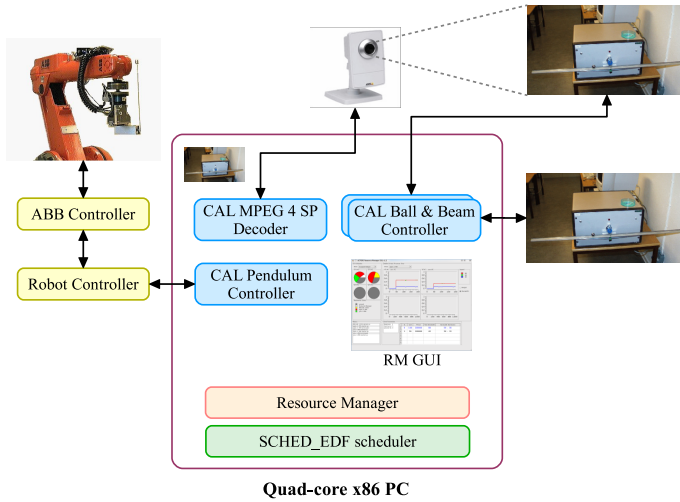 ABB Controller
Robot Controller
CAL MPEG 4 SP
Decoder
CAL Ball & Beam
Controller
CAL Pendulum
Controller
RM GUI
Resource Manager
SCHED_EDF scheduler
Quad-core x86 PC